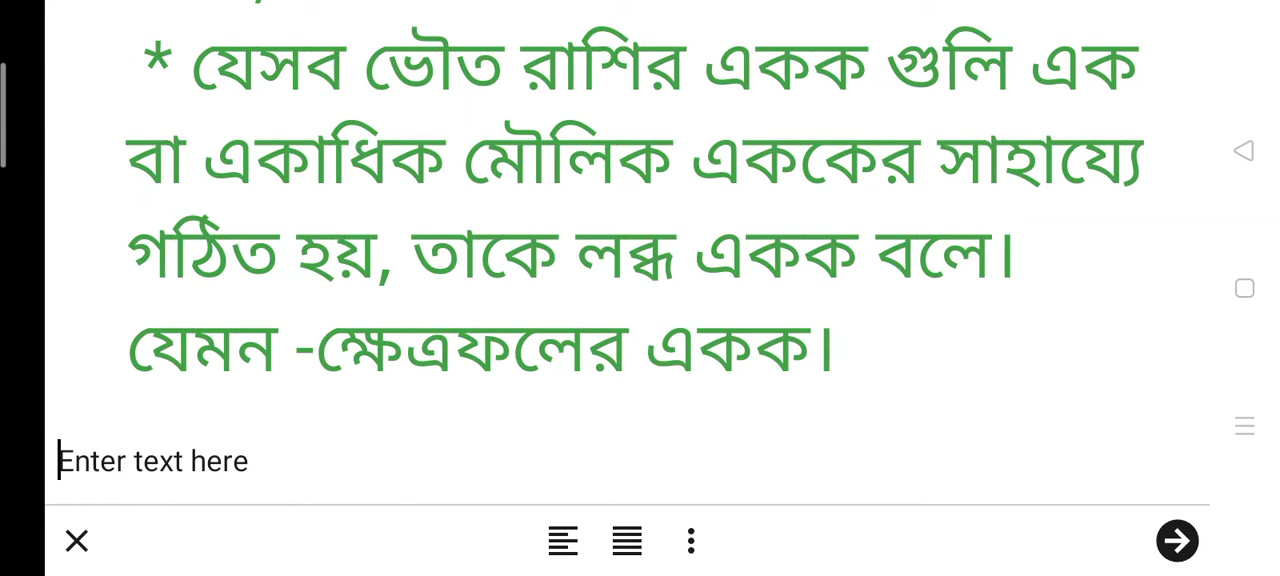 * যেসব ভৌত রাশির একক গুলি এক
বা একাধিক মৌলিক এককের সাহায্যে
গঠিত হয়, তাকে লব্ধ একক বলে।
যেমন -ক্ষেত্রফলের একক।
Enter text here